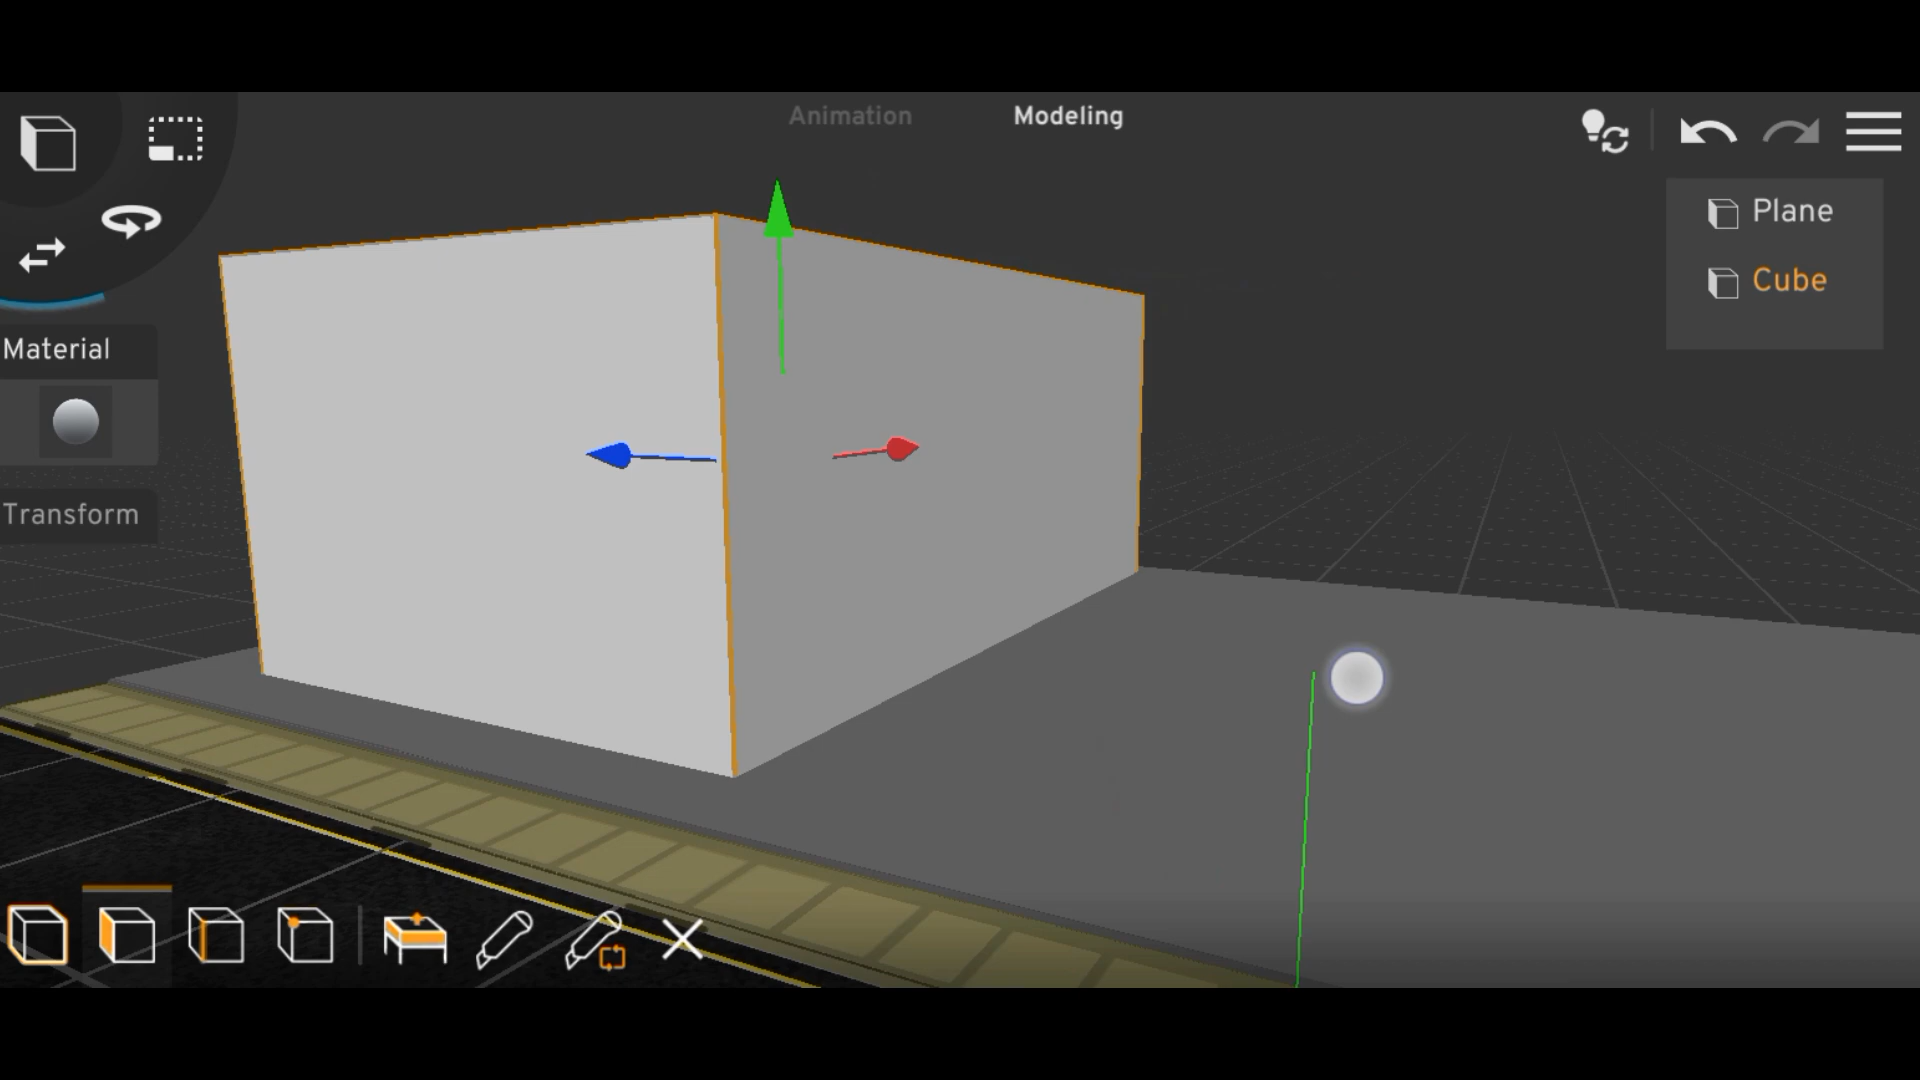 Animation
Modeling
Plane
Cube
Material
Transform